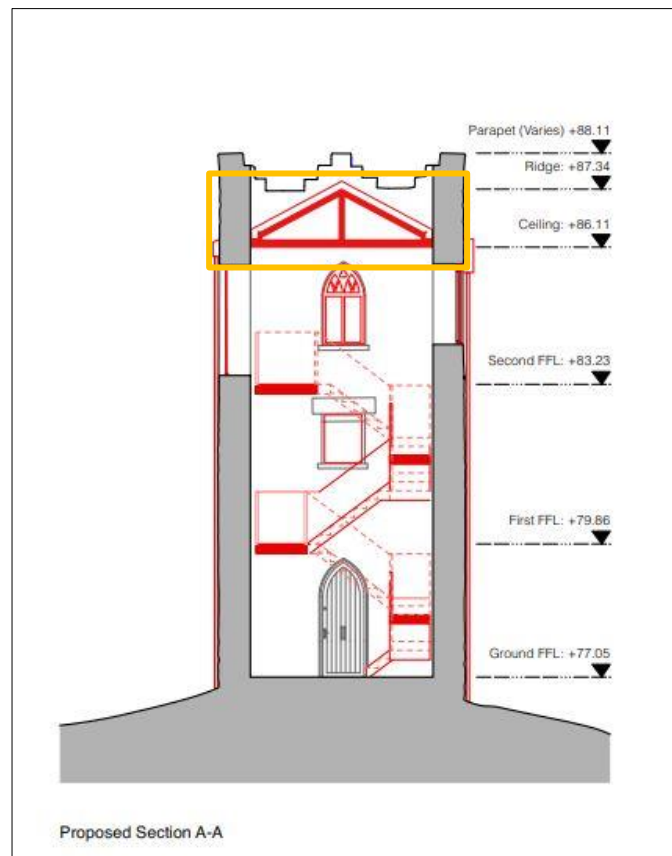 Parapet (Varies) +88.11
Ridge: +87.34
Ceiling: +86.11
Second FFL: +83.23
First FFL: +79.86
Ground FFL: +77.05
Proposed Section A-A